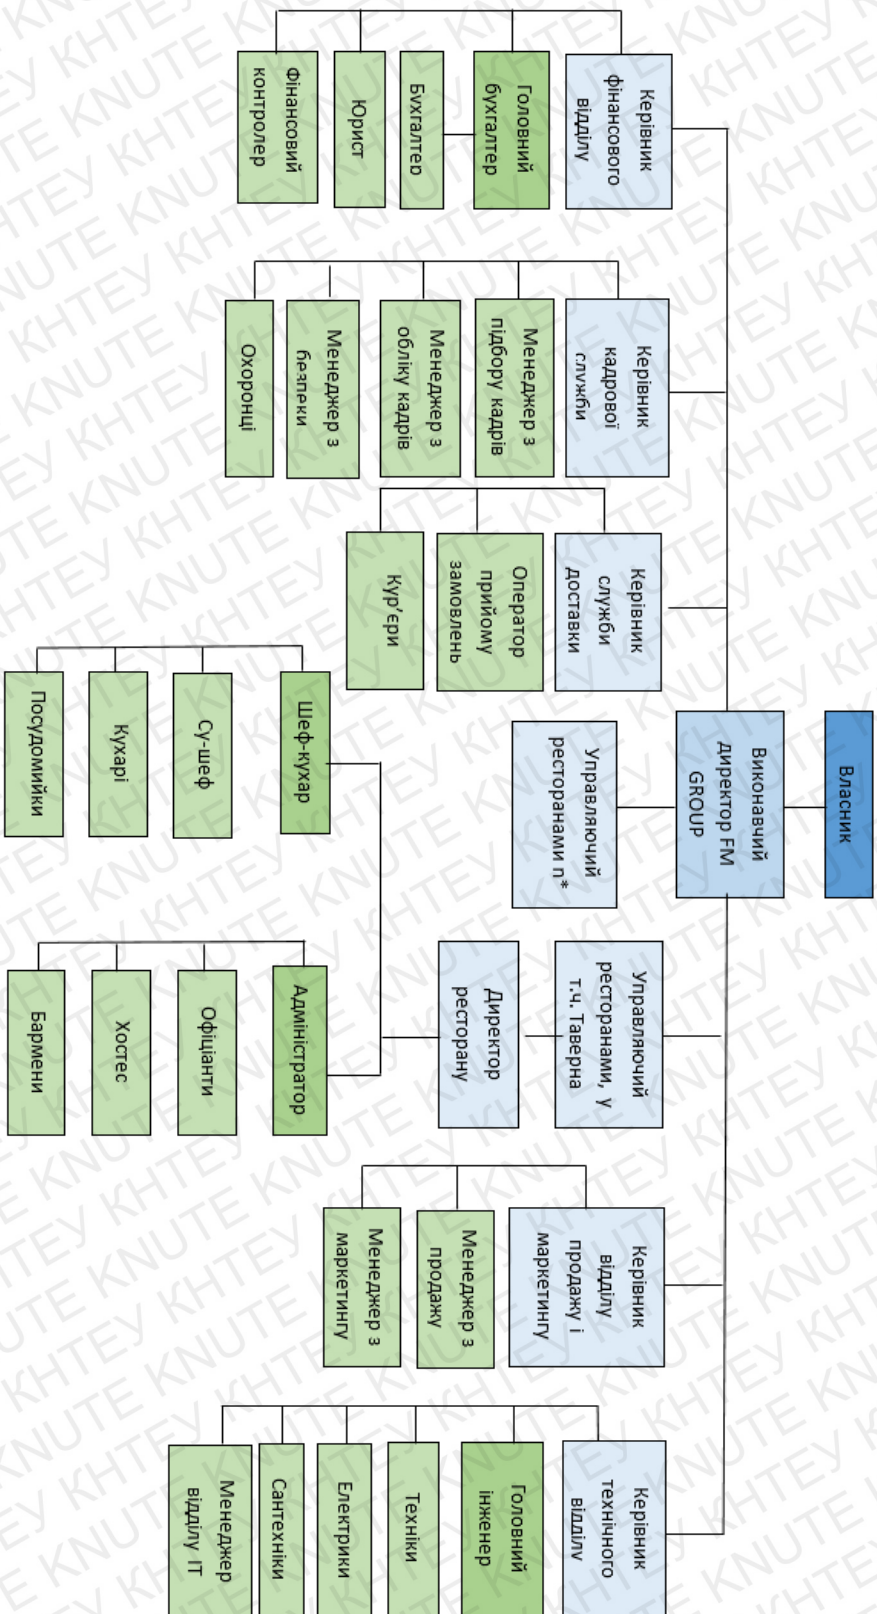 Власник
Виконавчий
директор FM
GROUP
Керівник
фінансового
відділу
Головний
бухгалтер
Бухгалтер
Юрист
Фінансовий
контролер
Керівник
кадрової
служби
Менеджер з
підбору кадрів
Менеджер з
обліку кадрів
Менеджер з
безпеки
Охоронці
Керівник
служби
доставки
Оператор
прийому
замовлень
Кур’єри
Управляючий
ресторанами n*
Управляючий
ресторанами, у
т.ч. Таверна
Директор
ресторану
Шеф-кухар
Су-шеф
Кухарі
Посудомийки
Адміністратор
Офіціанти
Хостес
Бармени
Керівник
відділу
продажу і
маркетингу
Менеджер з
продажу
Менеджер з
маркетингу
Керівник
технічного
відділу
Головний
інженер
Техніки
Електрики
Сантехніки
Менеджер
відділу ІТ